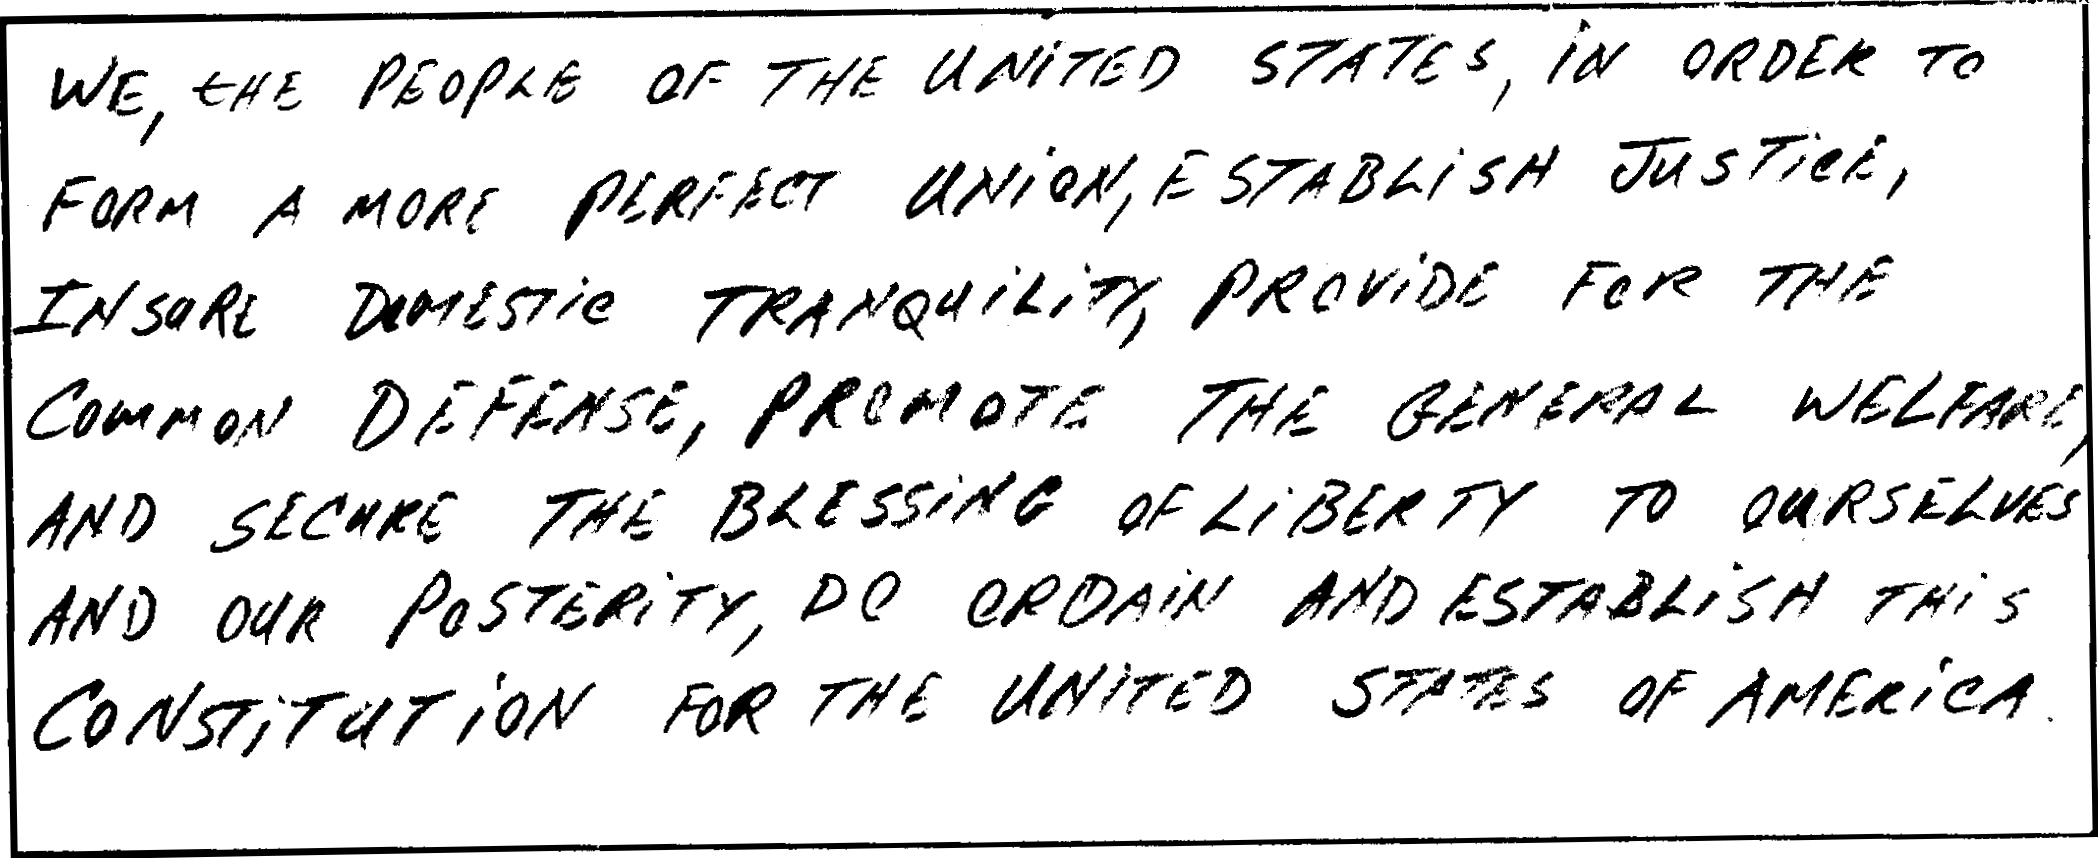 WE, tHE PEOPLE OF THE UNiTED STATES, iN ORDER TO
FORM A MORE PERFECT UNiON, ESTABLiSH JUSTiCE,
INSURE DOMESTiC TRANQUiLiTY, PROViDE FOR THE
COMMON DEFENSE, PROMOTE THE GENERAL WELFARE,
AND SECURE THE BLESSiNG OF LiBERTY TO OURSELVES
AND OUR POSTERiTY, DO ORDAiN AND ESTABLiSH THiS
CONSTiTUTiON FOR THE UNiTED STATES OF AMERiCA.